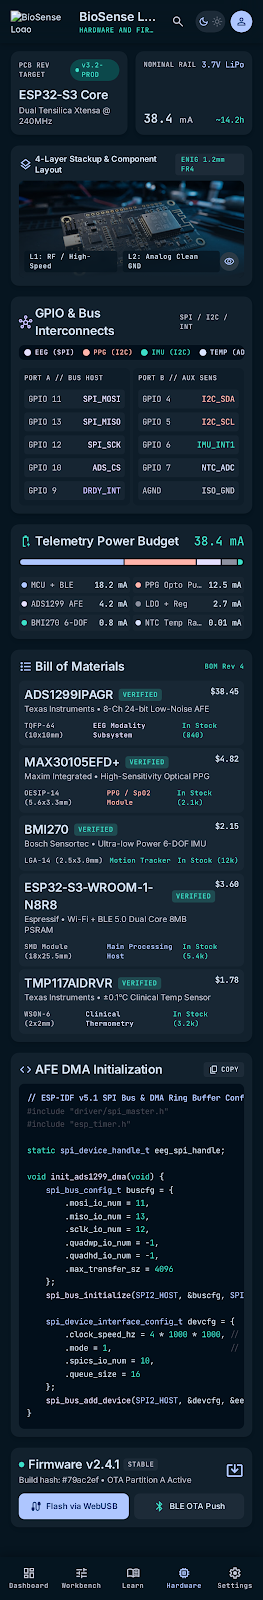 BioSense Logo
BioSense L...
HARDWARE AND FIR...
PCB REV TARGET
v3.2-PROD
ESP32-S3 Core
Dual Tensilica Xtensa @ 240MHz
NOMINAL RAIL 3.7V LiPo
38.4 mA
~14.2h
4-Layer Stackup & Component Layout
ENIG 1.2mm FR4
L1: RF / High-Speed
L2: Analog Clean GND
GPIO & Bus Interconnects
SPI / I2C / INT
EEG (SPI)
PPG (I2C)
IMU (I2C)
TEMP (AD
PORT A // BUS HOST
GPIO 11 SPI_MOSI
GPIO 13 SPI_MISO
GPIO 12 SPI_SCK
GPIO 10 ADS_CS
GPIO 9 DRDY_INT
PORT B // AUX SENS
GPIO 4 I2C_SDA
GPIO 5 I2C_SCL
GPIO 6 IMU_INT1
GPIO 7 NTC_ADC
AGND ISO_GND
Telemetry Power Budget
38.4 mA
MCU + BLE 18.2 mA
PPG Opto Pu... 12.5 mA
ADS1299 AFE 4.2 mA
LDO + Reg 2.7 mA
BMI270 6-DOF 0.8 mA
NTC Temp Ra... 0.01 mA
Bill of Materials
BOM Rev 4
ADS1299IPAGR VERIFIED $38.45
Texas Instruments • 8-Ch 24-bit Low-Noise AFE
TQFP-64 (10x10mm)
EEG Modality Subsystem
In Stock (840)
MAX30105EFD+ VERIFIED $4.82
Maxim Integrated • High-Sensitivity Optical PPG
OESIP-14 (5.6x3.3mm)
PPG / SpO2 Module
In Stock (2.1k)
BMI270 VERIFIED $2.15
Bosch Sensortec • Ultra-low Power 6-DOF IMU
LGA-14 (2.5x3.0mm) Motion Tracker In Stock (12k)
ESP32-S3-WROOM-1-N8R8 VERIFIED $3.60
Espressif • Wi-Fi + BLE 5.0 Dual Core 8MB PSRAM
SMD Module (18x25.5mm)
Main Processing Host
In Stock (5.4k)
TMP117AIDRVR VERIFIED $1.78
Texas Instruments • ±0.1°C Clinical Temp Sensor
WSON-6 (2x2mm)
Clinical Thermometry
In Stock (3.2k)
AFE DMA Initialization
COPY
// ESP-IDF v5.1 SPI Bus & DMA Ring Buffer Conf
#include "driver/spi_master.h"
#include "esp_timer.h"
static spi_device_handle_t eeg_spi_handle;
void init_ads1299_dma(void) {
spi_bus_config_t buscfg = {
.mosi_io_num = 11,
.miso_io_num = 13,
.sclk_io_num = 12,
.quadwp_io_num = -1,
.quadhd_io_num = -1,
.max_transfer_sz = 4096
};
spi_bus_initialize(SPI2_HOST, &buscfg, SPI
spi_device_interface_config_t devcfg = {
.clock_speed_hz = 4 * 1000 * 1000, //
.mode = 1, //
.spics_io_num = 10,
.queue_size = 16
};
spi_bus_add_device(SPI2_HOST, &devcfg, &ee
}
Firmware v2.4.1 STABLE
Build hash: #79ac2ef • OTA Partition A Active
Flash via WebUSB
BLE OTA Push
Dashboard
Workbench
Learn
Hardware
Settings